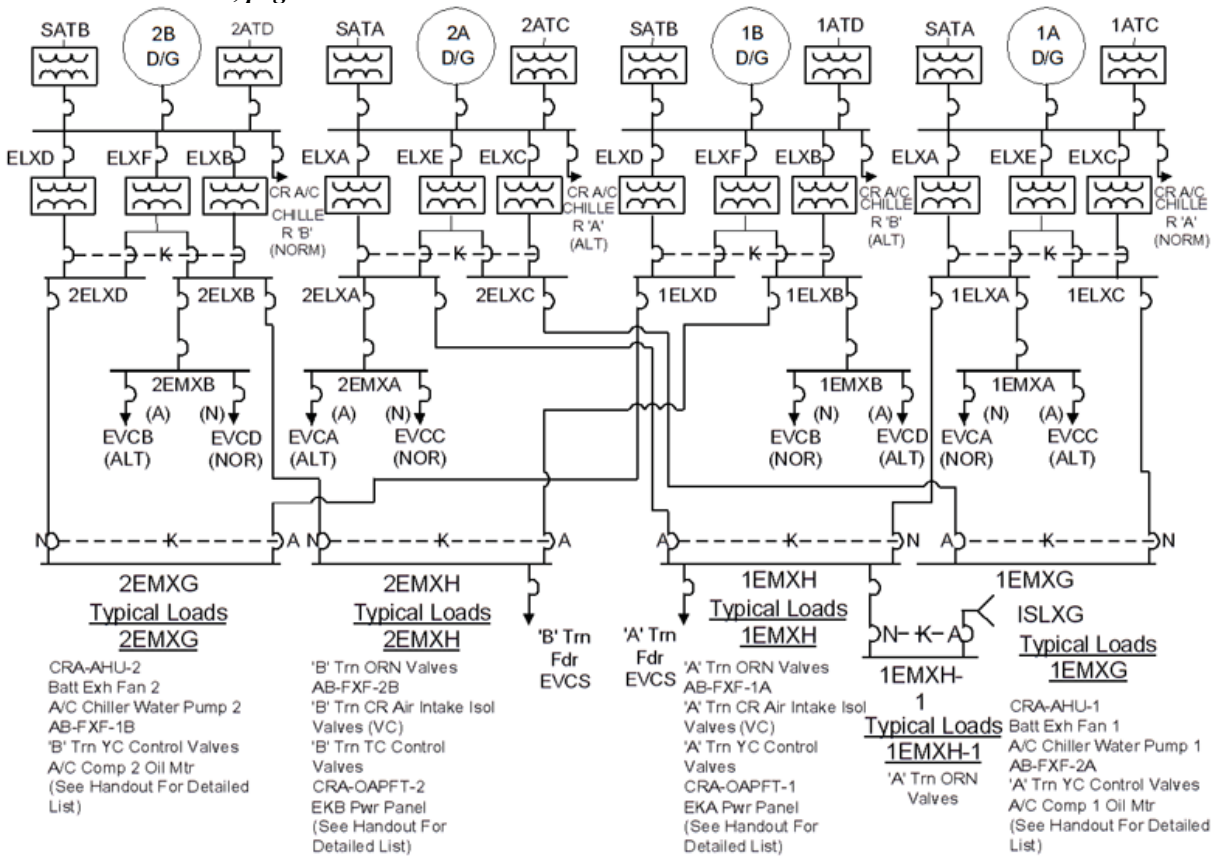 SATB
2B
D/G
2ATD
SATA
2A
D/G
2ATC
SATB
1B
D/G
1ATD
SATA
1A
D/G
1ATC
ELXD
ELXF
ELXB
CR A/C
CHILLE
R 'B'
(NORM)
ELXA
ELXE
ELXC
CR A/C
CHILLE
R 'A'
(ALT)
ELXD
ELXF
ELXB
CR A/C
CHILLE
R 'B'
(ALT)
ELXA
ELXE
ELXC
CR A/C
CHILLE
R 'A'
(NORM)
K
K
K
K
2ELXD
2ELXB
2ELXA
2ELXC
1ELXD
1ELXB
1ELXA
1ELXC
2EMXB
2EMXA
1EMXB
1EMXA
(A)
(N)
(A)
(N)
(N)
(A)
(N)
(A)
EVCB
(ALT)
EVCD
(NOR)
EVCA
(ALT)
EVCC
(NOR)
EVCB
(NOR)
EVCD
(ALT)
EVCA
(NOR)
EVCC
(ALT)
N
K
A
N
K
A
A
K
N
A
K
N
2EMXG
Typical Loads
2EMXG
CRA-AHU-2
Batt Exh Fan 2
A/C Chiller Water Pump 2
AB-FXF-1B
'B' Trn YC Control Valves
A/C Comp 2 Oil Mtr
(See Handout For Detailed
List)
2EMXH
Typical Loads
2EMXH
'B' Trn ORN Valves
AB-FXF-2B
'B' Trn CR Air Intake Isol
Valves (VC)
'B' Trn TC Control
Valves
CRA-OAPFT-2
EKB Pwr Panel
(See Handout For
Detailed List)
'B' Trn
Fdr
EVCS
'A' Trn
Fdr
EVCS
1EMXH
Typical Loads
1EMXH
'A' Trn ORN Valves
AB-FXF-1A
'A' Trn CR Air Intake Isol
Valves (VC)
'A' Trn YC Control
Valves
CRA-OAPFT-1
EKA Pwr Panel
(See Handout For
Detailed List)
N
K
A
1EMXH-
1
Typical Loads
1EMXH-1
'A' Trn ORN
Valves
1EMXG
ISLXG
Typical Loads
1EMXG
CRA-AHU-1
Batt Exh Fan 1
A/C Chiller Water Pump 1
AB-FXF-2A
'A' Trn YC Control Valves
A/C Comp 1 Oil Mtr
(See Handout For Detailed
List)